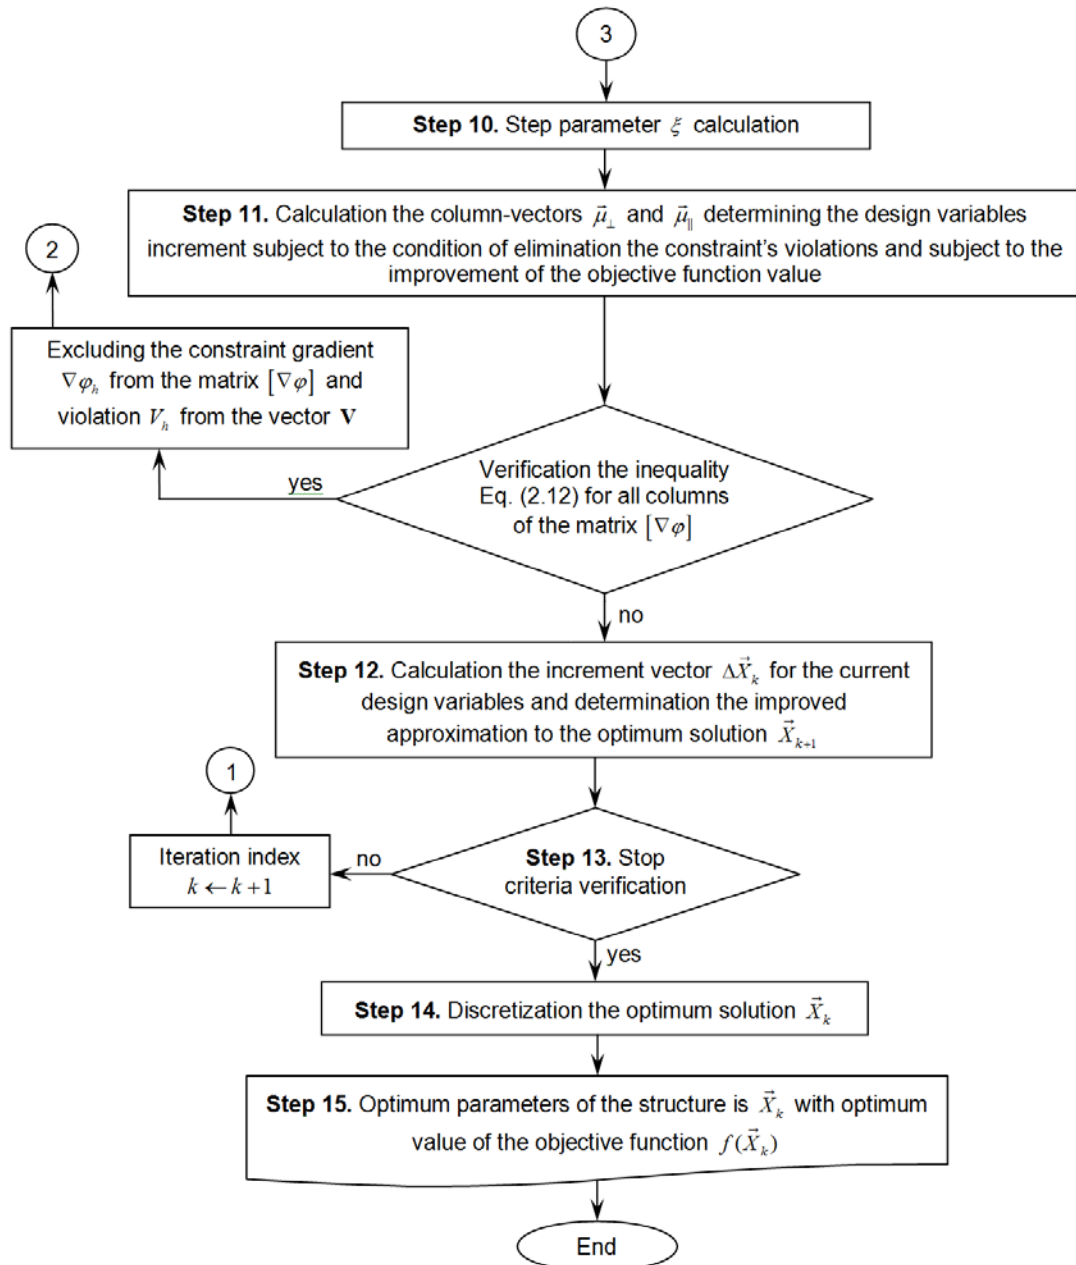 3
Step 10. Step parameter ξ calculation
Step 11. Calculation the column-vectors μ⃗⊥ and μ⃗∥ determining the design variables
increment subject to the condition of elimination the constraint's violations and subject to the
improvement of the objective function value
2
Excluding the constraint gradient
∇φₕ from the matrix [∇φ] and
violation Vₕ from the vector V
yes
Verification the inequality
Eq. (2.12) for all columns
of the matrix [∇φ]
no
Step 12. Calculation the increment vector ΔX⃗ₖ for the current
design variables and determination the improved
approximation to the optimum solution X⃗ₖ₊₁
1
Iteration index
k ← k+1
no
Step 13. Stop
criteria verification
yes
Step 14. Discretization the optimum solution X⃗ₖ
Step 15. Optimum parameters of the structure is X⃗ₖ with optimum
value of the objective function f(X⃗ₖ)
End